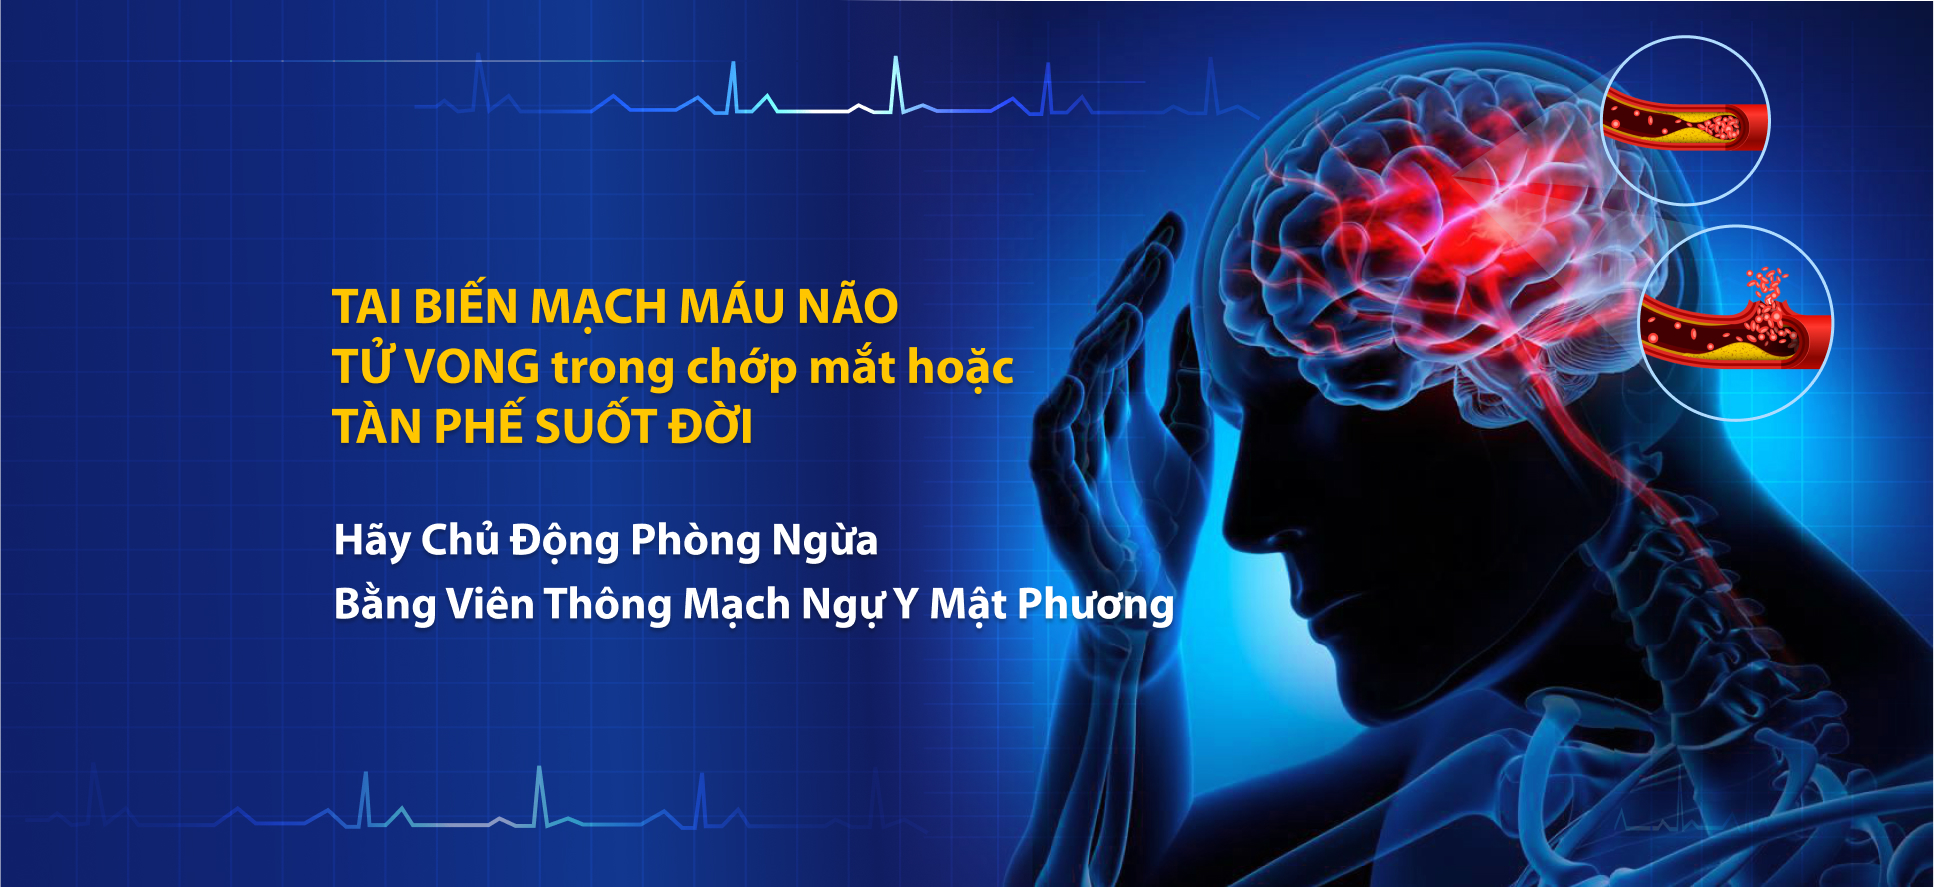 TAI BIẾN MẠCH MÁU NÃO
TỬ VONG trong chớp mắt hoặc
TÀN PHẾ SUỐT ĐỜI
Hãy Chủ Động Phòng Ngừa
Bằng Viên Thông Mạch Ngự Y Mật Phương